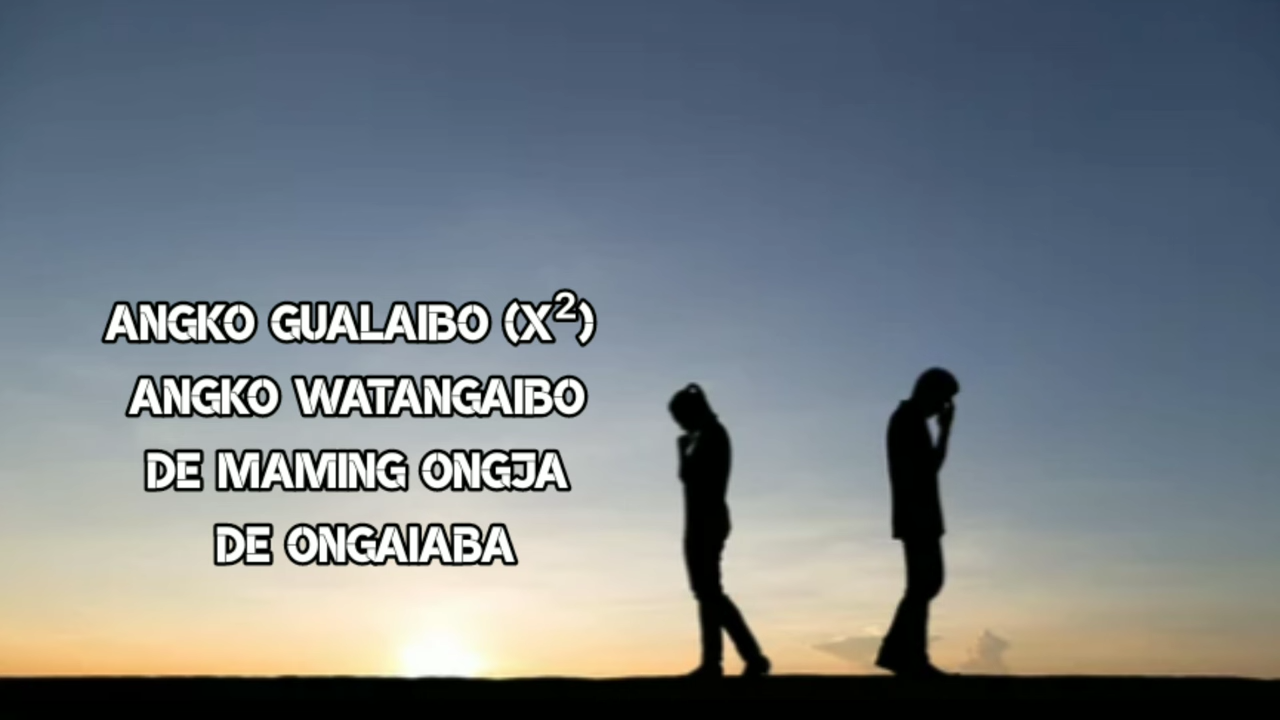 ANGKO GUALAIBO (X²)
ANGKO WATANGAIBO
DE MAMING ONGJA
DE ONGAIABA